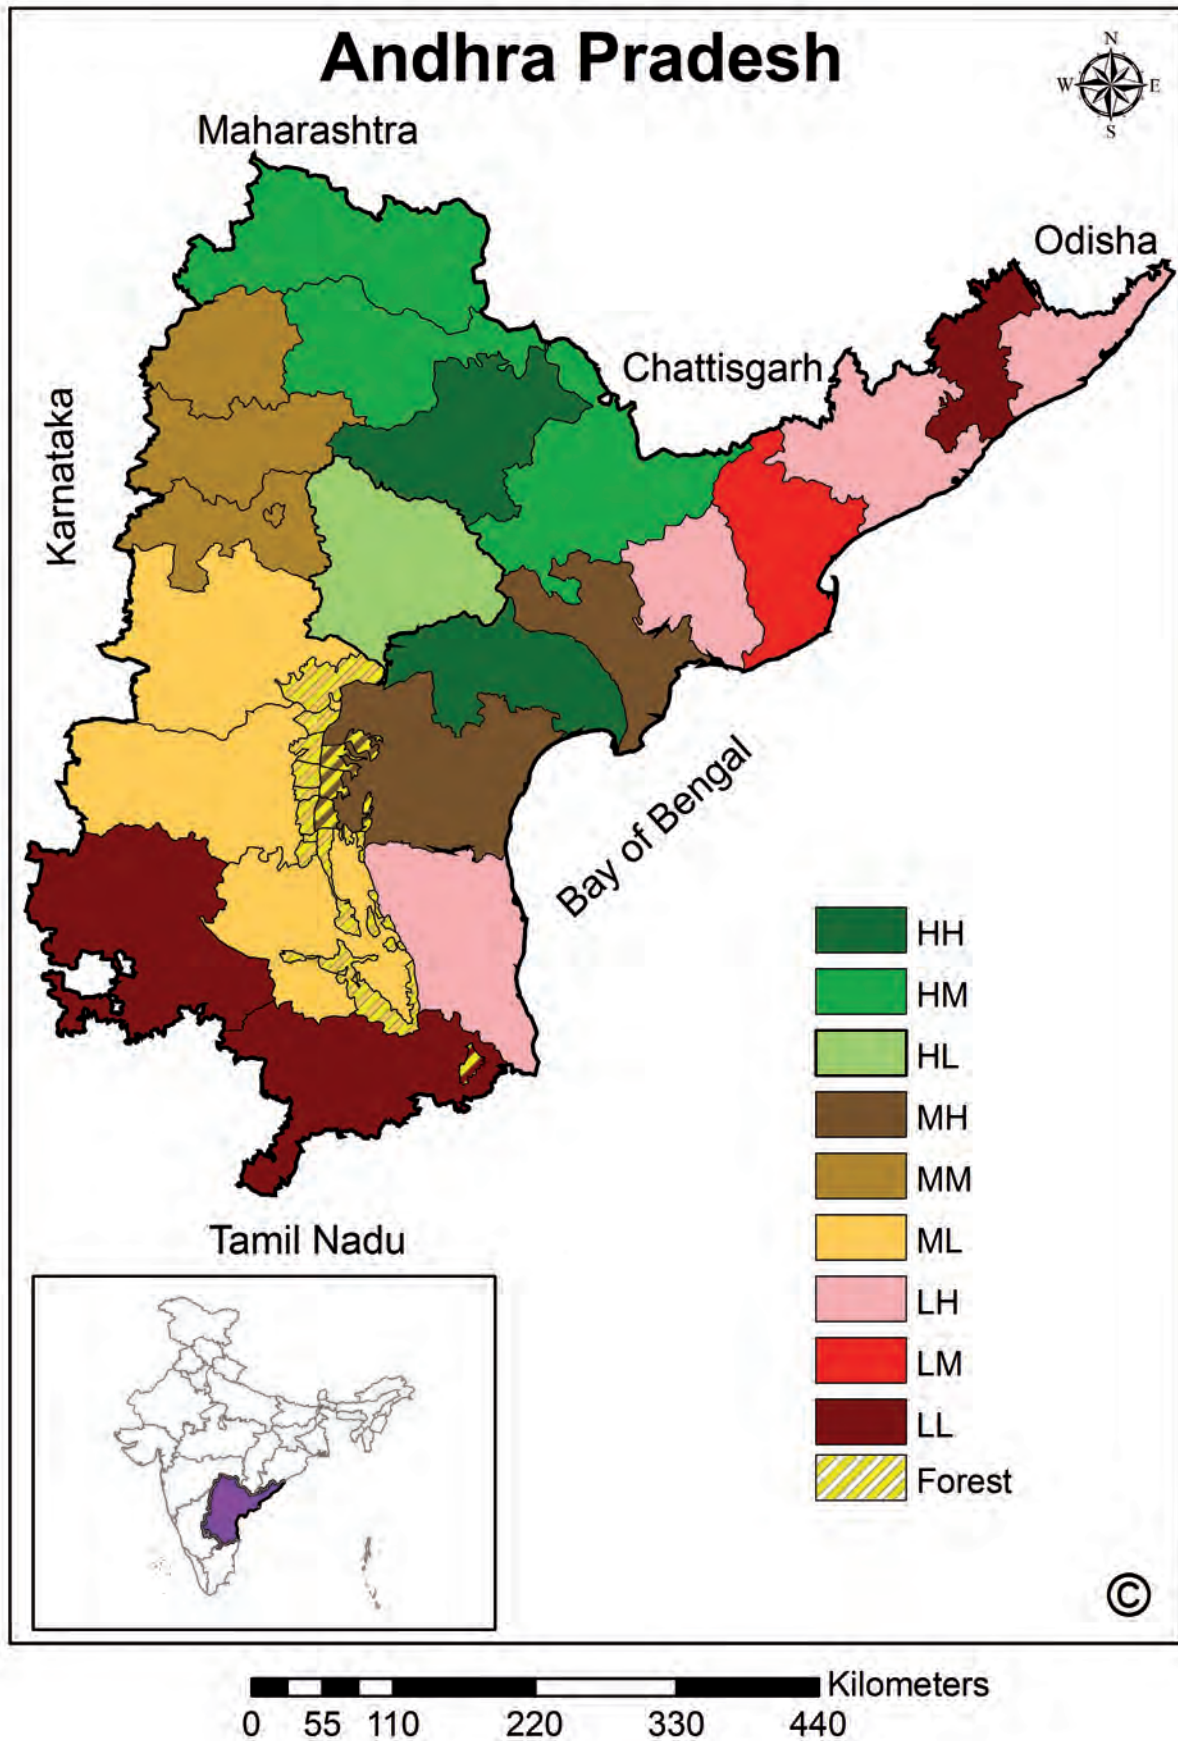 Andhra Pradesh
N
W E
S
Maharashtra
Odisha
Chattisgarh
Karnataka
Bay of Bengal
HH
HM
HL
MH
MM
ML
LH
LM
LL
Forest
Tamil Nadu
©
Kilometers
0 55 110 220 330 440